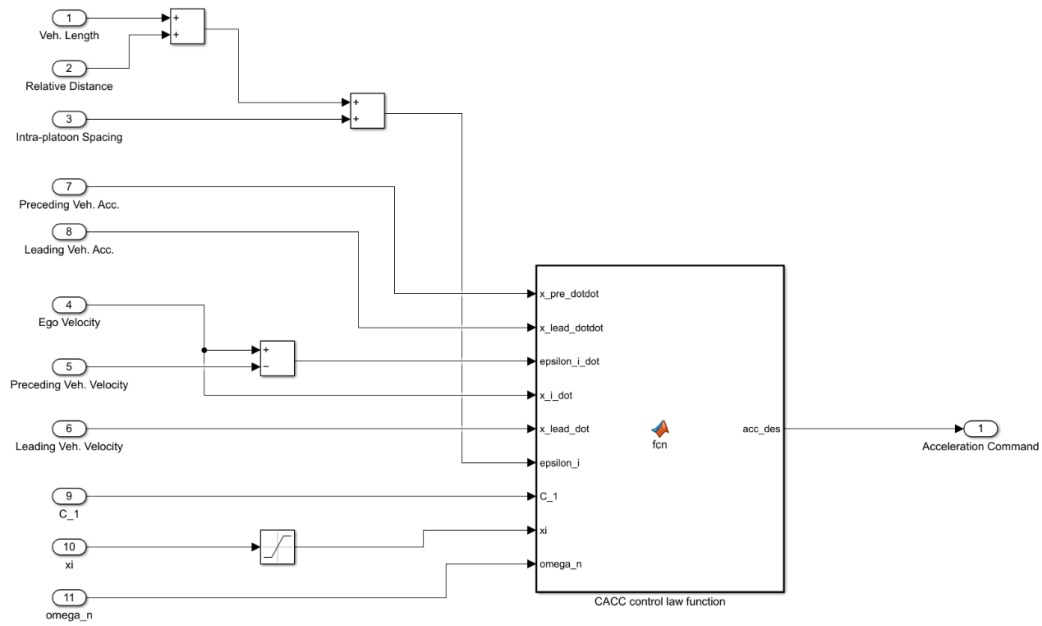 1
Veh. Length
+
+
2
Relative Distance
+
+
3
Intra-platoon Spacing
7
Preceding Veh. Acc.
8
Leading Veh. Acc.
4
Ego Velocity
+
−
5
Preceding Veh. Velocity
6
Leading Veh. Velocity
9
C_1
10
xi
11
omega_n
x_pre_dotdot
x_lead_dotdot
epsilon_i_dot
x_i_dot
x_lead_dot
epsilon_i
C_1
xi
omega_n
fcn
acc_des
CACC control law function
1
Acceleration Command